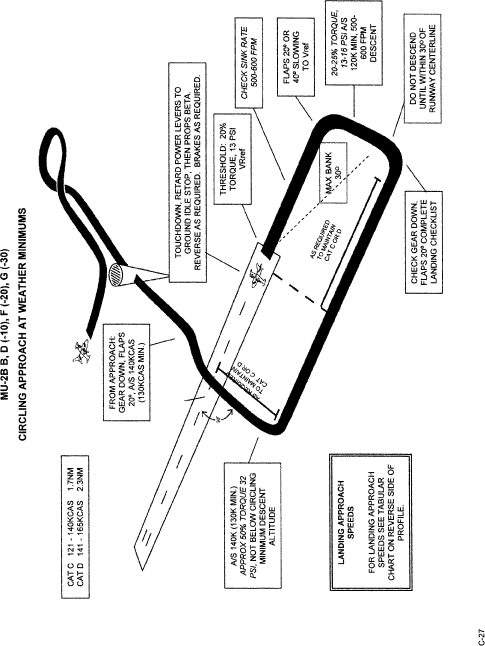 MU-2B B, D (-10), F (-20), G (-30)
CIRCLING APPROACH AT WEATHER MINIMUMS
CAT C 121 - 140KCAS 1.7NM
CAT D 141 - 165KCAS 2.3NM
FROM APPROACH:
GEAR DOWN, FLAPS
20°, A/S 140KCAS
(130KCAS MIN.)
TOUCHDOWN, RETARD POWER LEVERS TO
GROUND IDLE STOP, THEN PROPS BETA.
REVERSE AS REQUIRED. BRAKES AS REQUIRED.
THRESHOLD: 20%
TORQUE, 13 PSI
VRref
CHECK SINK RATE
500-600 FPM
FLAPS 20° OR
40° SLOWING
TO Vref
20-25% TORQUE,
13-16 PSI A/S
120K MIN, 500-
600 FPM
DESCENT
DO NOT DESCEND
UNTIL WITHIN 30° OF
RUNWAY CENTERLINE
MAX BANK
30°
AS REQUIRED
TO MAINTAIN
CAT C OR D
CHECK GEAR DOWN,
FLAPS 20° COMPLETE
LANDING CHECKLIST
AS REQUIRED
TO MAINTAIN
CAT C OR D
A/S 140K (130K MIN.)
APPROX 50% TORQUE 32
PSI, NOT BELOW CIRCLING
MINIMUM DESCENT
ALTITUDE
LANDING APPROACH
SPEEDS
FOR LANDING APPROACH
SPEEDS SEE TABULAR
CHART ON REVERSE SIDE OF
PROFILE.
C-27